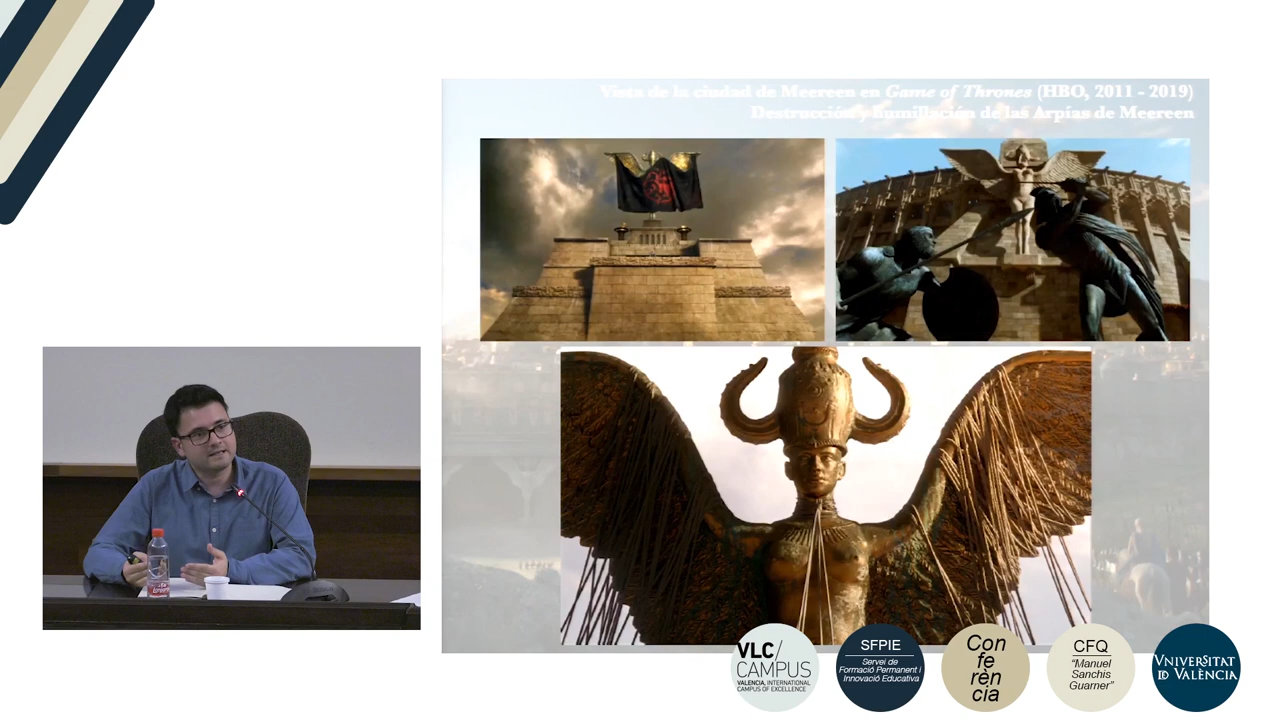 Vista de la ciudad de Meereen en Game of Thrones (HBO, 2011 - 2019)
Destrucción y humillación de las Arpías de Meereen
VLC/
CAMPUS
VALENCIA, INTERNATIONAL
CAMPUS OF EXCELLENCE
SFPIE
Servei de
Formació Permanent i
Innovació Educativa
Con
fe
rèn
cia
CFQ
“Manuel
Sanchis
Guarner”
VNIVERSITAT
ID VALÈNCIA